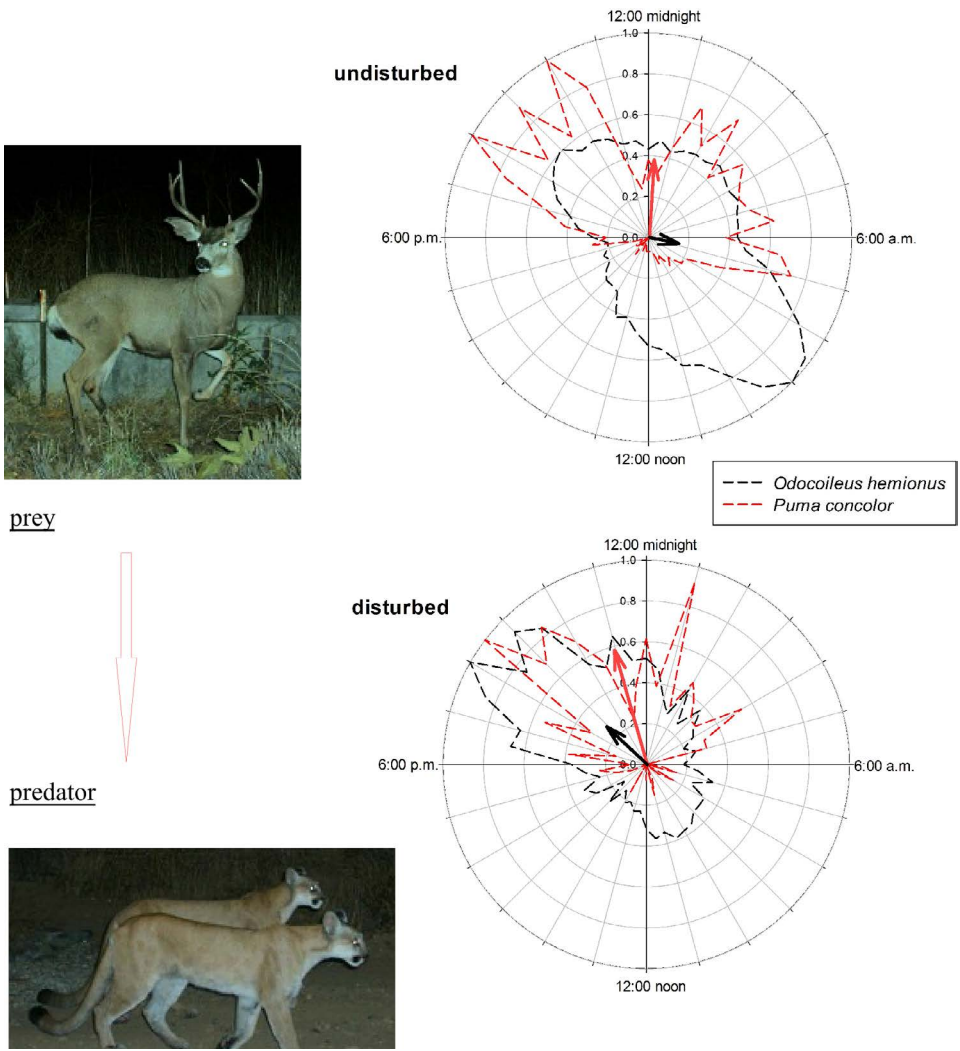 12:00 midnight
1.0
undisturbed
0.8
0.6
0.4
0.2
6:00 p.m.
0.0
6:00 a.m.
12:00 noon
Odocoileus hemionus
Puma concolor
prey
12:00 midnight
1.0
disturbed
0.8
0.6
0.4
0.2
6:00 p.m.
0.0
6:00 a.m.
predator
12:00 noon